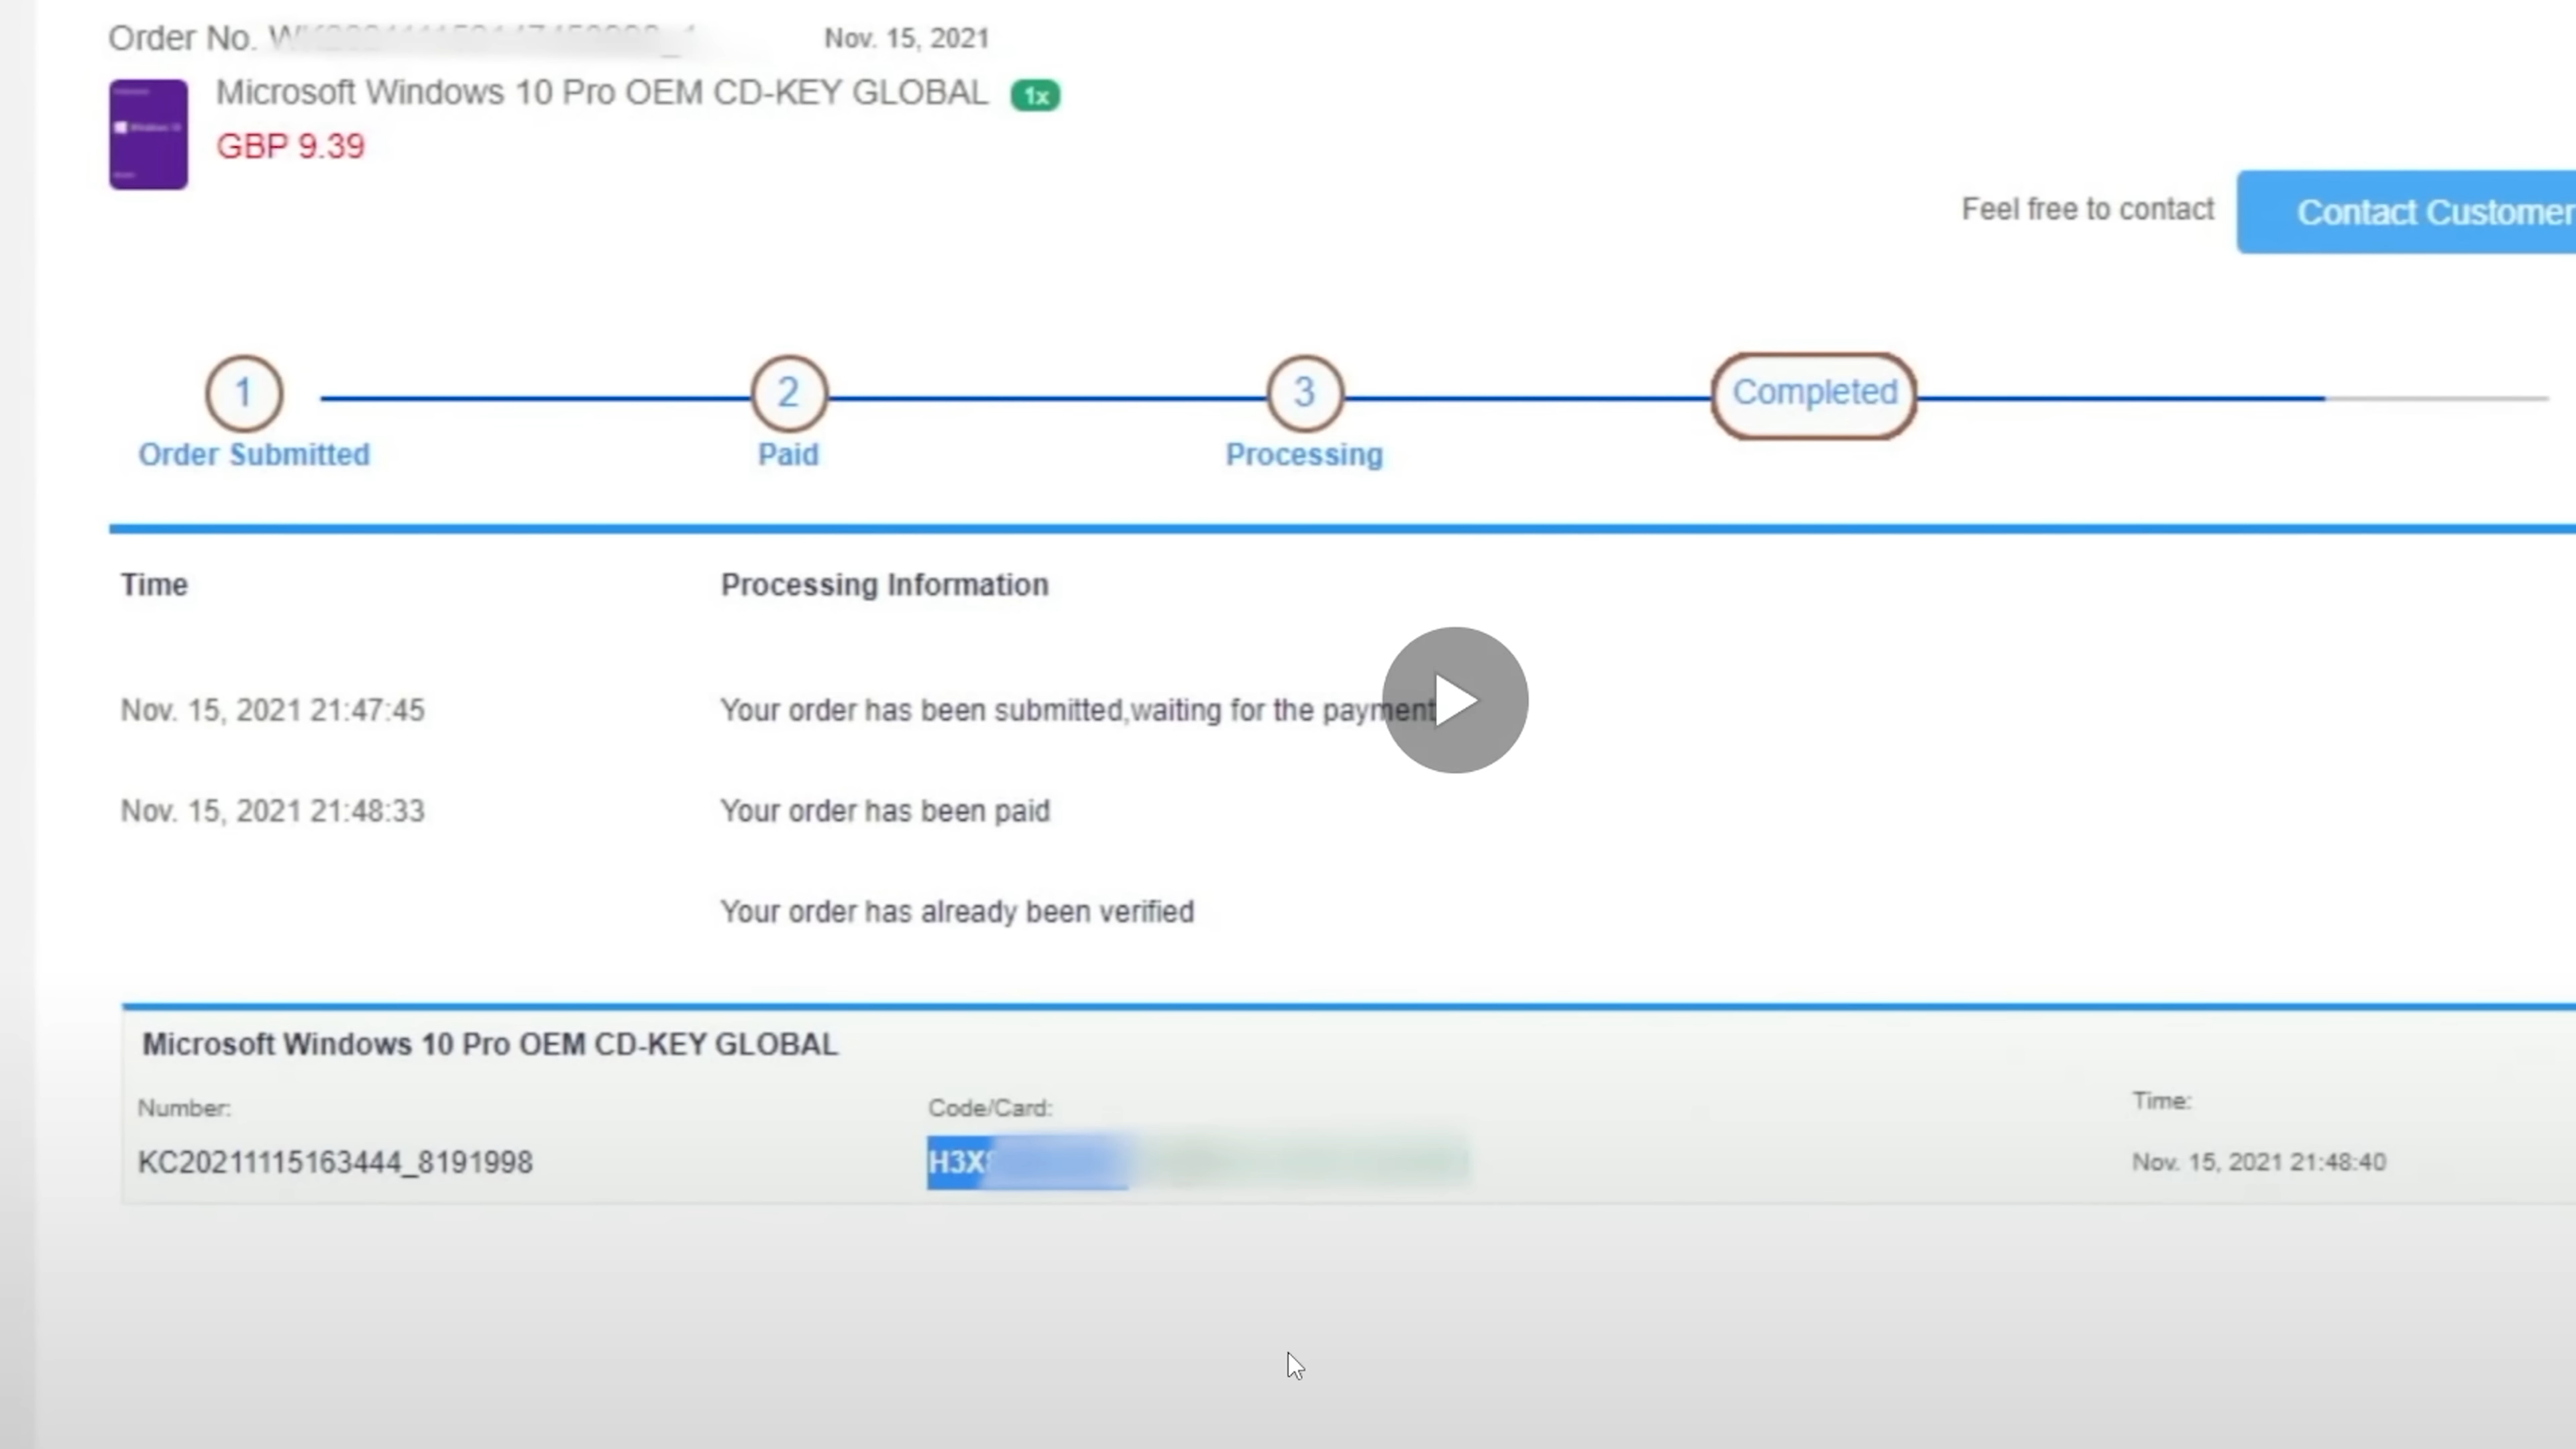 Order No.
Nov. 15, 2021
Microsoft Windows 10 Pro OEM CD-KEY GLOBAL 1x
GBP 9.39
Feel free to contact
Contact Customer
1
2
3
Completed
Order Submitted
Paid
Processing
Time
Processing Information
Nov. 15, 2021 21:47:45
Your order has been submitted,waiting for the payment
Nov. 15, 2021 21:48:33
Your order has been paid
Your order has already been verified
Microsoft Windows 10 Pro OEM CD-KEY GLOBAL
Number:
Code/Card:
Time:
KC20211115163444_8191998
Nov. 15, 2021 21:48:40